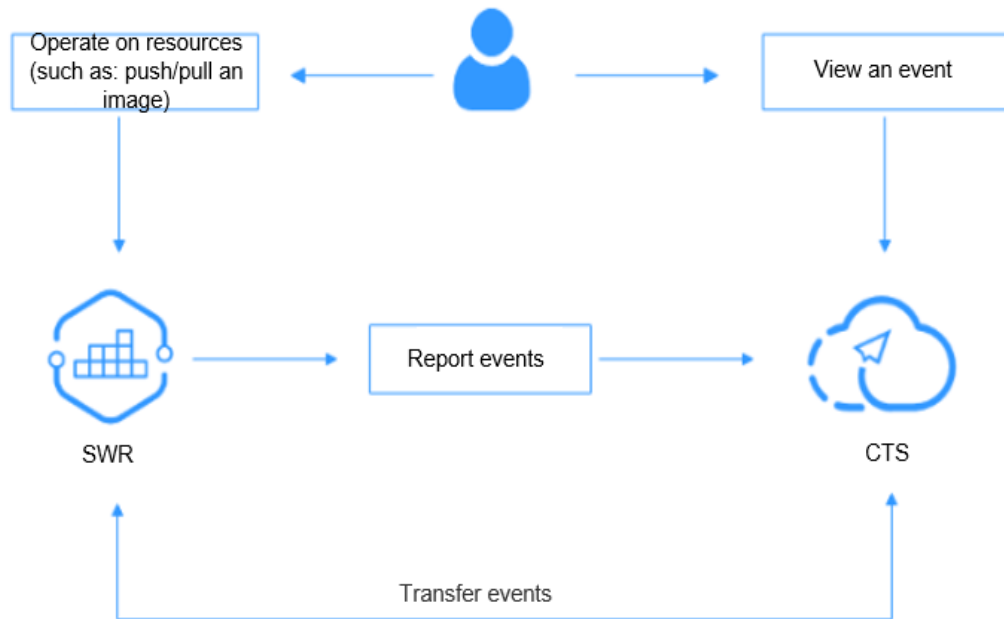 Operate on resources
(such as: push/pull an
image)
View an event
Report events
SWR
CTS
Transfer events